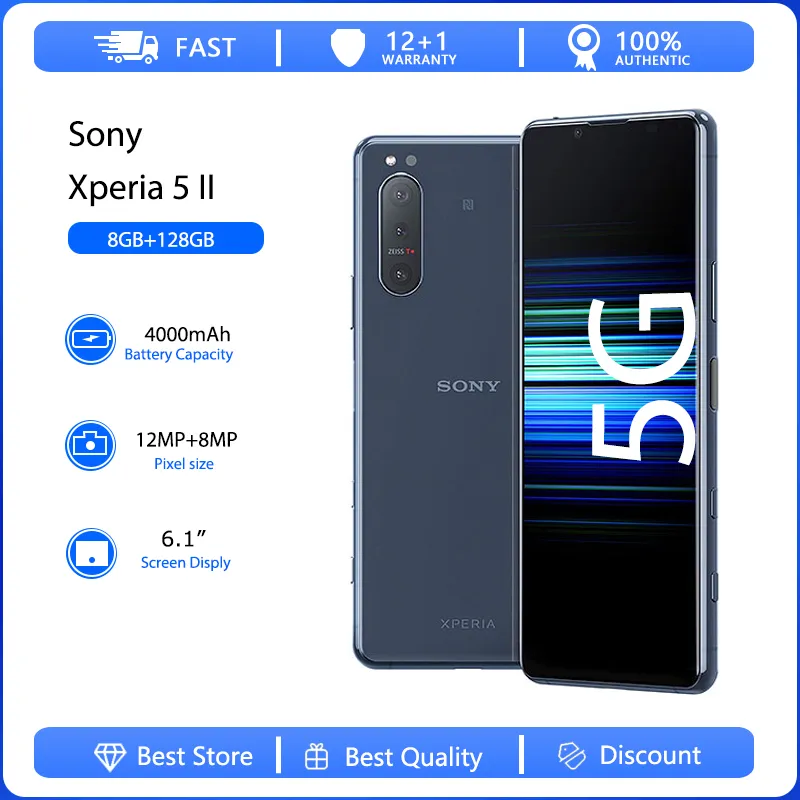 FAST
12+1
WARRANTY
100%
AUTHENTIC
Sony
Xperia 5 II
8GB+128GB
4000mAh
Battery Capacity
12MP+8MP
Pixel size
6.1”
Screen Disply
ZEISS T*
SONY
XPERIA
5G
Best Store
Best Quality
Discount